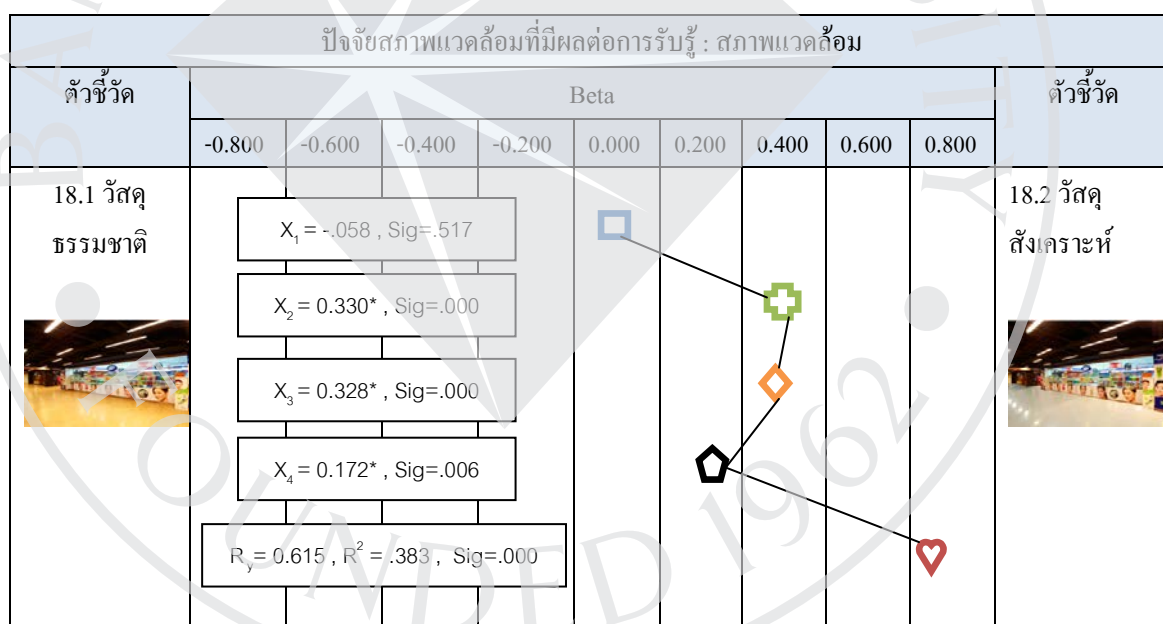 ปัจจัยสภาพแวดล้อมที่มีผลต่อการรับรู้ : สภาพแวดล้อม
ตัวชี้วัด Beta ตัวชี้วัด
-0.800 -0.600 -0.400 -0.200 0.000 0.200 0.400 0.600 0.800
18.1 วัสดุ
ธรรมชาติ
X1 = -.058 , Sig=.517
X2 = 0.330* , Sig=.000
X3 = 0.328* , Sig=.000
X4 = 0.172* , Sig=.006
Ry= 0.615 , R2 = .383 , Sig=.000
18.2 วัสดุ
สังเคราะห์
OUNDED 1962